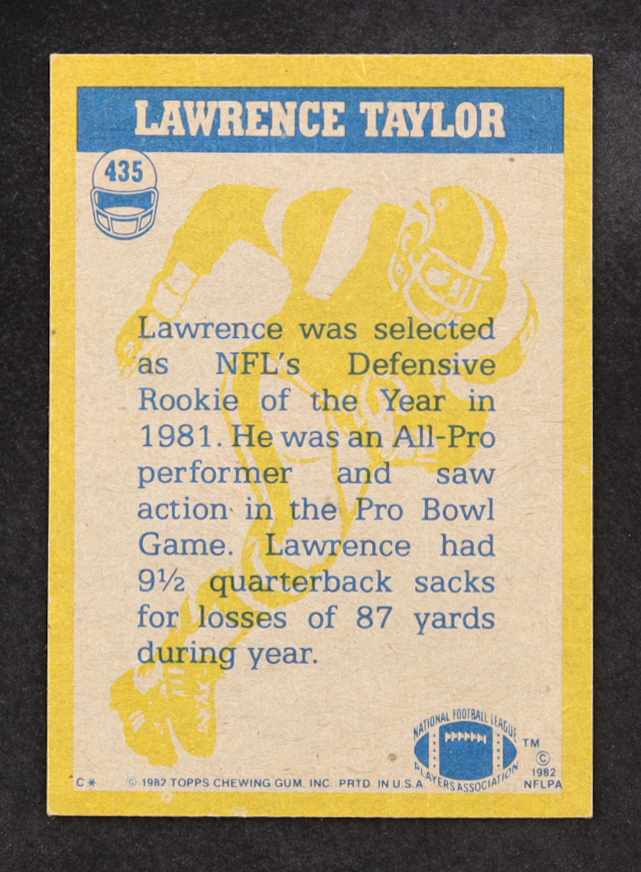 LAWRENCE TAYLOR
435
Lawrence was selected
as NFL's Defensive
Rookie of the Year in
1981. He was an All-Pro
performer and saw
action in the Pro Bowl
Game. Lawrence had
9½ quarterback sacks
for losses of 87 yards
during year.
NATIONAL FOOTBALL LEAGUE
PLAYERS ASSOCIATION
TM
©
1982
NFLPA
C* © 1982 TOPPS CHEWING GUM, INC. PRTD. IN U.S.A.